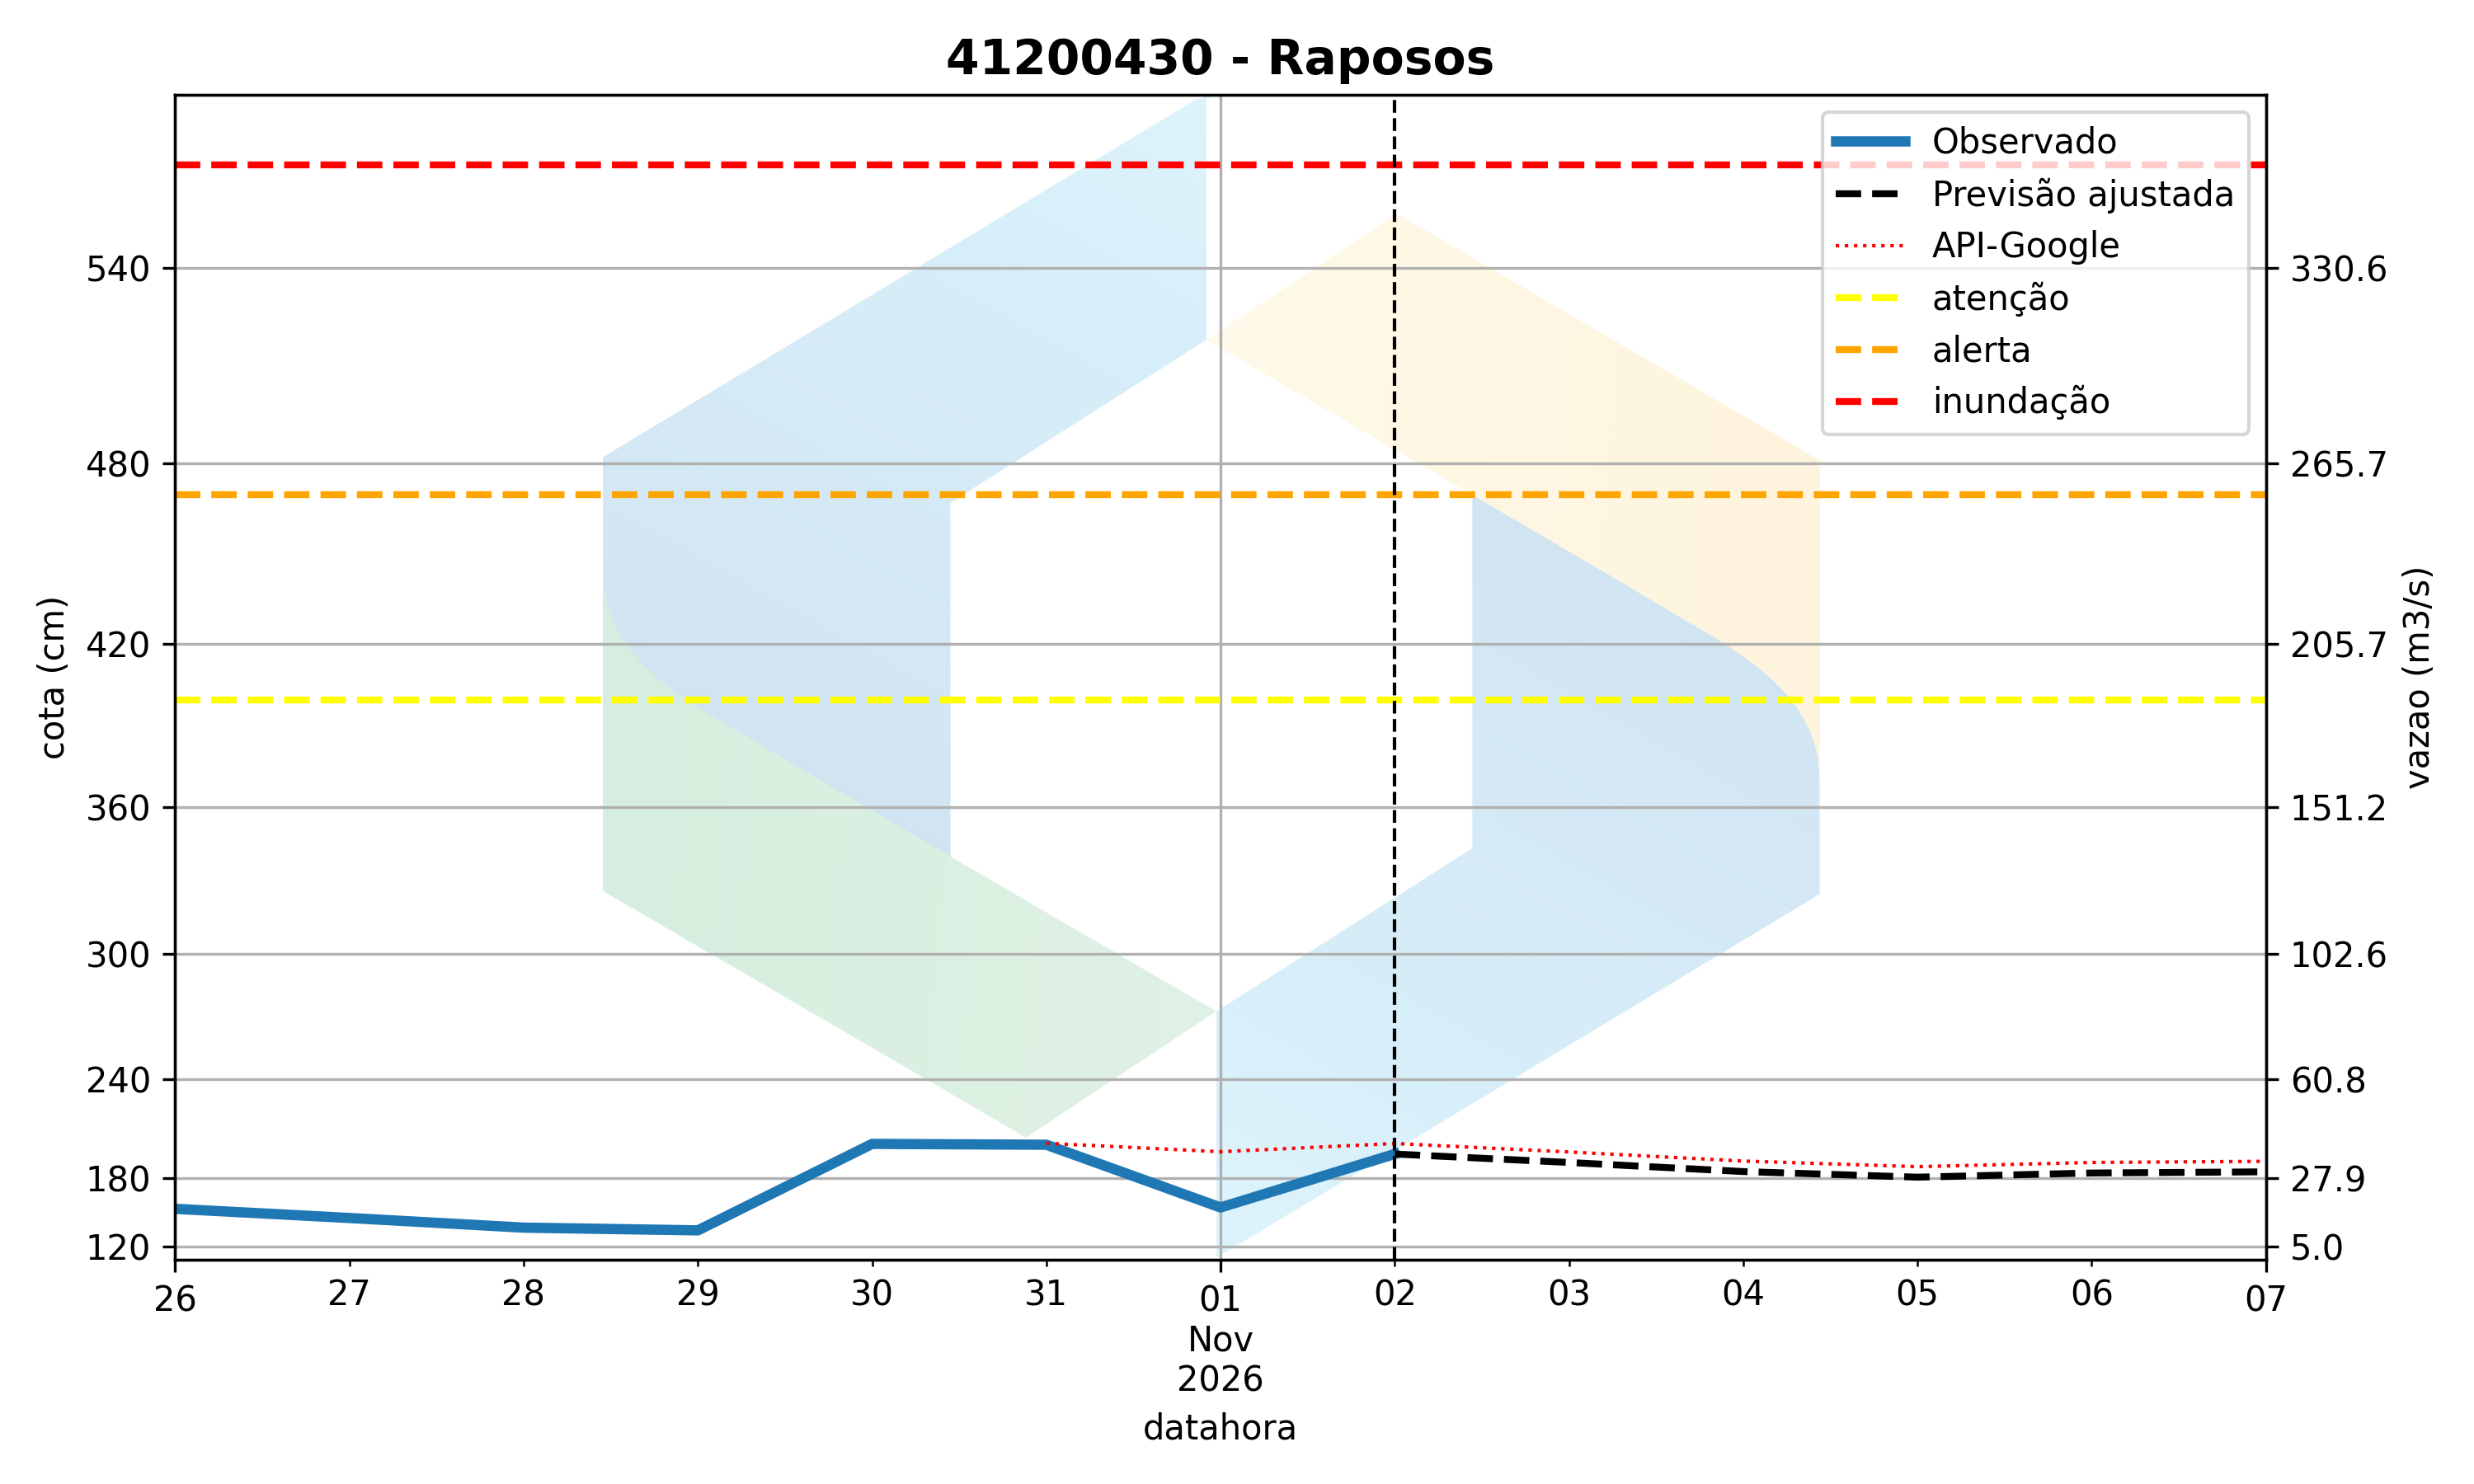 41200430 - Raposos
Observado
Previsão ajustada
API-Google
atenção
alerta
inundação
540
480
420
360
300
240
180
120
cota (cm)
330.6
265.7
205.7
151.2
102.6
60.8
27.9
5.0
vazao (m3/s)
26 27 28 29 30 31 01 02 03 04 05 06 07
Nov
2026
datahora